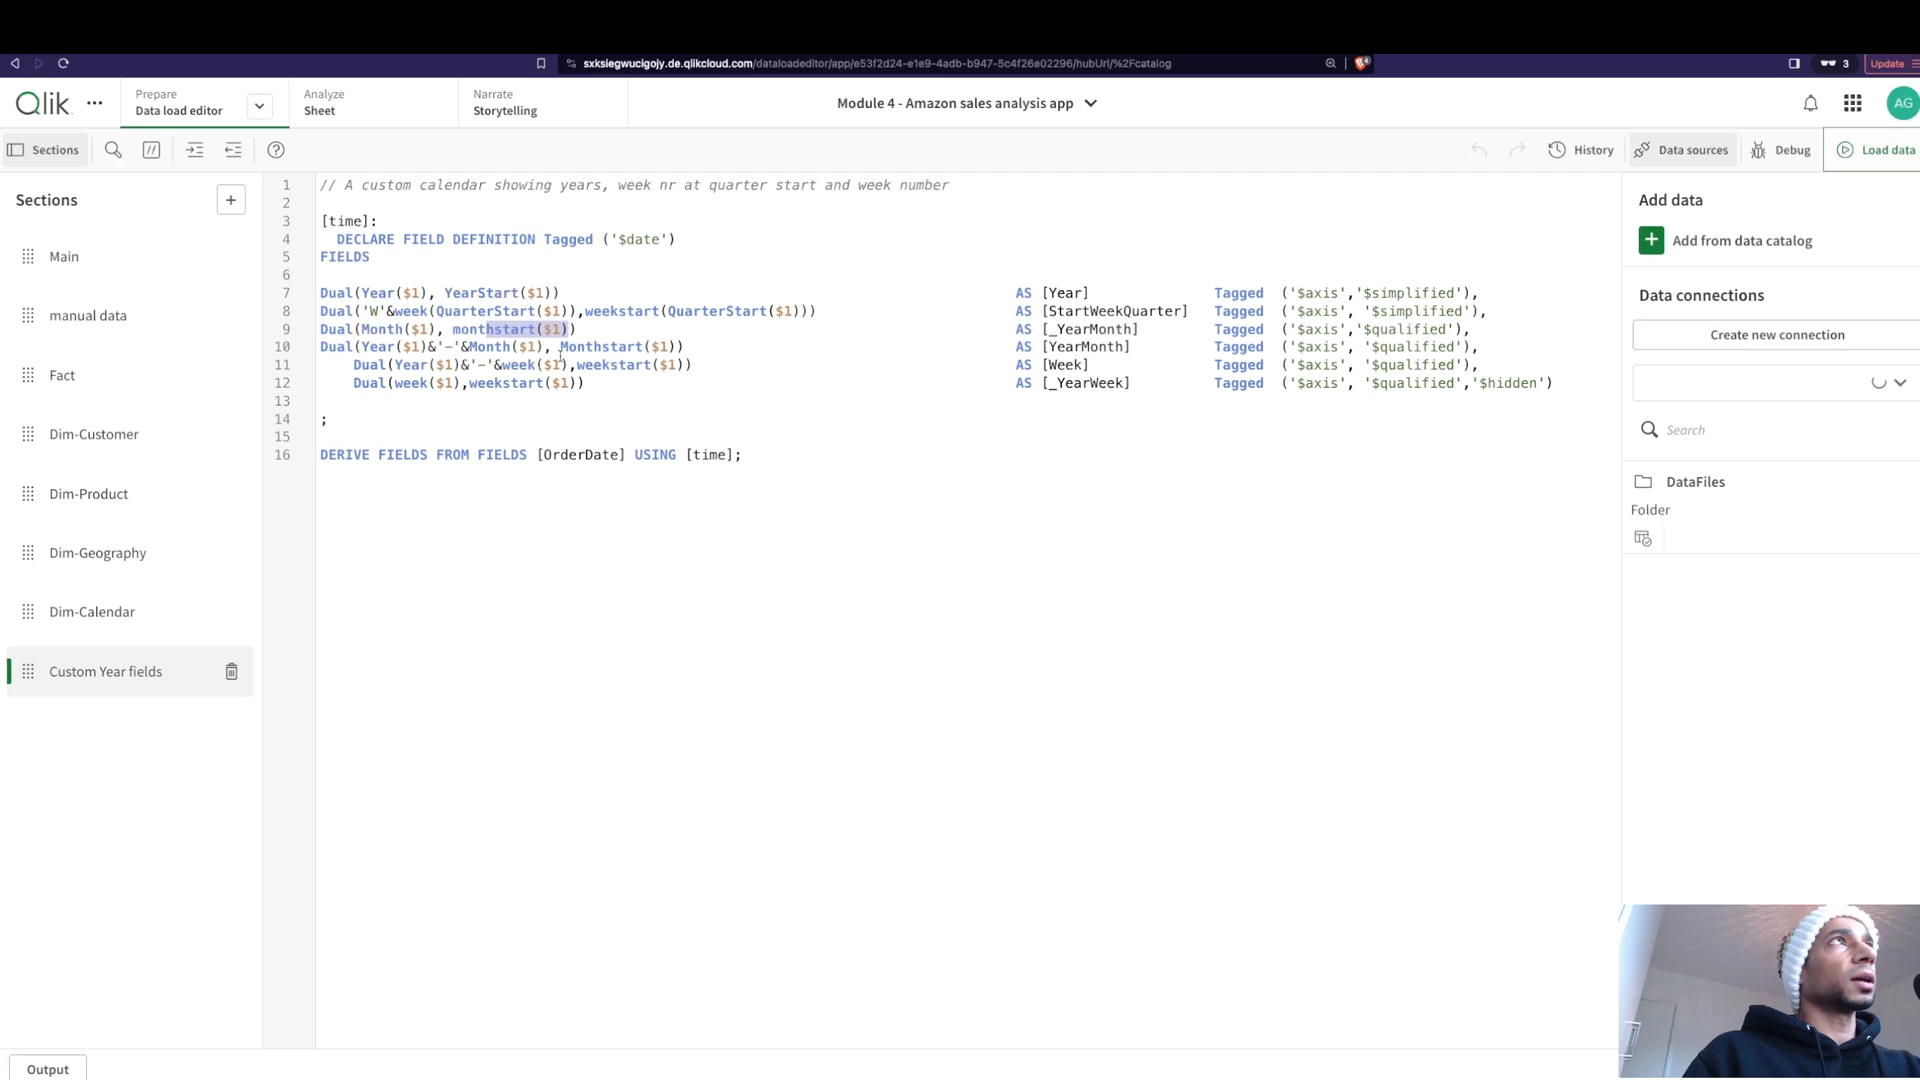 sxksiegwucigojy.de.qlikcloud.com/dataloadeditor/app/e53f2d24-e1e9-4adb-b947-5c4f26e02296/hubUrl/%2Fcatalog
4
3
Update
Qlik
Prepare
Data load editor
Analyze
Sheet
Narrate
Storytelling
Module 4 - Amazon sales analysis app
AG
Sections
//
History
Data sources
Debug
Load data
Sections
Main
manual data
Fact
Dim-Customer
Dim-Product
Dim-Geography
Dim-Calendar
Custom Year fields
1 // A custom calendar showing years, week nr at quarter start and week number
2
3 [time]:
4 DECLARE FIELD DEFINITION Tagged ('$date')
5 FIELDS
6
7 Dual(Year($1), YearStart($1)) AS [Year] Tagged ('$axis','$simplified'),
8 Dual('W'&week(QuarterStart($1)),weekstart(QuarterStart($1))) AS [StartWeekQuarter] Tagged ('$axis', '$simplified'),
9 Dual(Month($1), monthstart($1)) AS [_YearMonth] Tagged ('$axis','$qualified'),
10 Dual(Year($1)&'-'&Month($1), Monthstart($1)) AS [YearMonth] Tagged ('$axis', '$qualified'),
11 Dual(Year($1)&'-'&week($1),weekstart($1)) AS [Week] Tagged ('$axis', '$qualified'),
12 Dual(week($1),weekstart($1)) AS [_YearWeek] Tagged ('$axis', '$qualified','$hidden')
13
14 ;
15
16 DERIVE FIELDS FROM FIELDS [OrderDate] USING [time];
Add data
Add from data catalog
Data connections
Create new connection
Search
DataFiles
Folder
Output